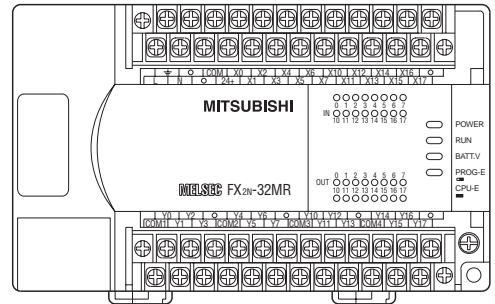 ⏚ COM X0 X2 X4 X6 X10 X12 X14 X16
L N 24+ X1 X3 X5 X7 X11 X13 X15 X17
MITSUBISHI
0 1 2 3 4 5 6 7
IN
10 11 12 13 14 15 16 17
POWER
RUN
BATT.V
PROG-E
CPU-E
0 1 2 3 4 5 6 7
OUT
10 11 12 13 14 15 16 17
MELSEC FX2N-32MR
Y0 Y2 Y4 Y6 Y10 Y12 Y14 Y16
COM1 Y1 Y3 COM2 Y5 Y7 COM3 Y11 Y13 COM4 Y15 Y17